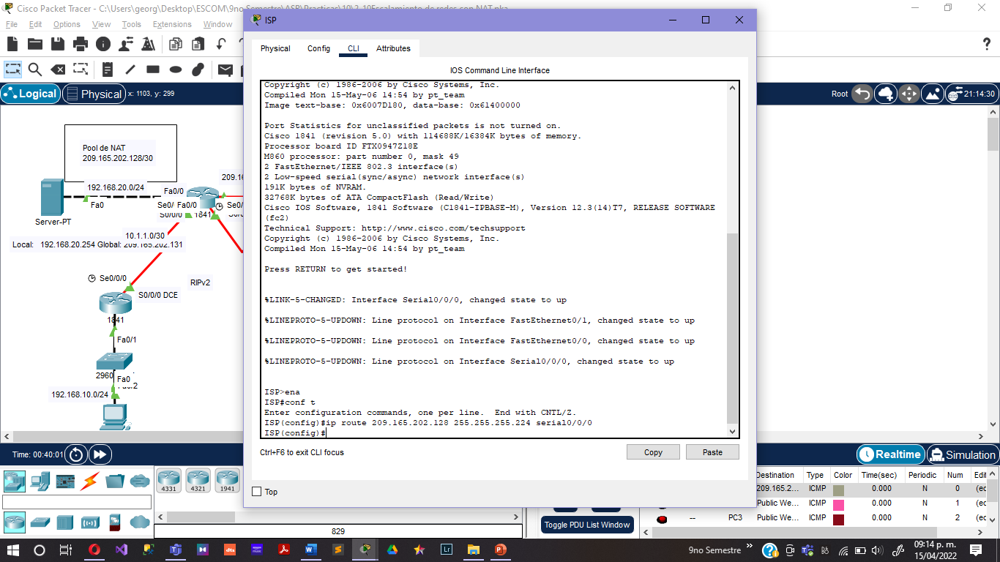 Cisco Packet Tracer - C:\Users\georg\Desktop\ESCOM\9no Semestre\ASR\Practicas\10\2.10Escalamiento de redes con NAT.pka
File Edit Options View Tools Extensions Window
Logical
Physical
x: 1103, y: 299
Root
21:14:30
Pool de NAT
209.165.202.128/30
192.168.20.0/24
Fa0/0
209.16
Fa0
Se0/
Fa0/0
Se0/
S0/0/0
1841
Server-PT
10.1.1.0/30
Local: 192.168.20.254 Global: 209.165.202.131
Se0/0/0
RIPv2
S0/0/0 DCE
1841
Fa0/1
2960
Fa0
192.168.10.0/24
ISP
Physical Config CLI Attributes
IOS Command Line Interface
Copyright (c) 1986-2006 by Cisco Systems, Inc.
Compiled Mon 15-May-06 14:54 by pt_team
Image text-base: 0x6007D180, data-base: 0x61400000
Port Statistics for unclassified packets is not turned on.
Cisco 1841 (revision 5.0) with 114688K/16384K bytes of memory.
Processor board ID FTX0947Z18E
M860 processor: part number 0, mask 49
2 FastEthernet/IEEE 802.3 interface(s)
2 Low-speed serial(sync/async) network interface(s)
191K bytes of NVRAM.
32768K bytes of ATA CompactFlash (Read/Write)
Cisco IOS Software, 1841 Software (C1841-IPBASE-M), Version 12.3(14)T7, RELEASE SOFTWARE
(fc2)
Technical Support: http://www.cisco.com/techsupport
Copyright (c) 1986-2006 by Cisco Systems, Inc.
Compiled Mon 15-May-06 14:54 by pt_team
Press RETURN to get started!
%LINK-5-CHANGED: Interface Serial0/0/0, changed state to up
%LINEPROTO-5-UPDOWN: Line protocol on Interface FastEthernet0/1, changed state to up
%LINEPROTO-5-UPDOWN: Line protocol on Interface FastEthernet0/0, changed state to up
%LINEPROTO-5-UPDOWN: Line protocol on Interface Serial0/0/0, changed state to up
ISP>ena
ISP#conf t
Enter configuration commands, one per line.  End with CNTL/Z.
ISP(config)#ip route 209.165.202.128 255.255.255.224 serial0/0/0
ISP(config)#
Ctrl+F6 to exit CLI focus
Copy
Paste
Top
Time: 00:40:01
Realtime
Simulation
4331
4321
1941
829
Toggle PDU List Window
Destination Type Color Time(sec) Periodic Num Edit
209.165.2... ICMP 0.000 N 0 (ec
Public We... ICMP 0.000 N 1 (ec
-- PC3 Public We... ICMP 0.000 N 2 (ec
9no Semestre
09:14 p. m.
15/04/2022